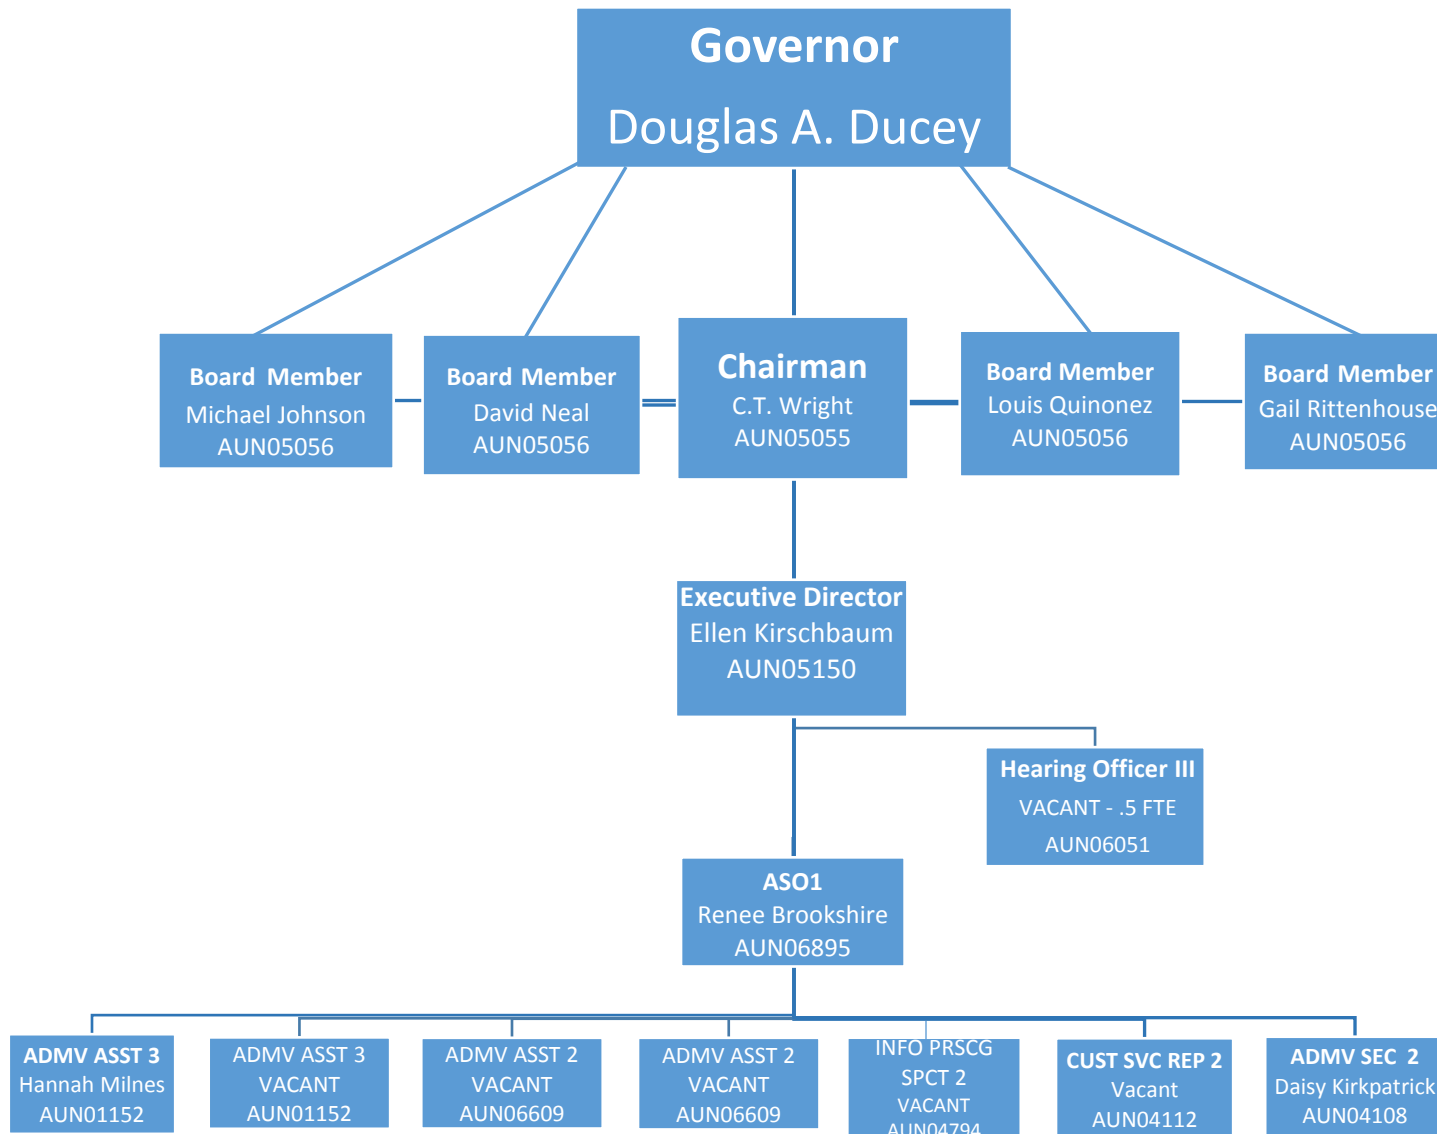 Governor
Douglas A. Ducey
Board Member
Michael Johnson
AUN05056
Board Member
David Neal
AUN05056
Chairman
C.T. Wright
AUN05055
Board Member
Louis Quinonez
AUN05056
Board Member
Gail Rittenhouse
AUN05056
Executive Director
Ellen Kirschbaum
AUN05150
Hearing Officer III
VACANT - .5 FTE
AUN06051
ASO1
Renee Brookshire
AUN06895
ADMV ASST 3
Hannah Milnes
AUN01152
ADMV ASST 3
VACANT
AUN01152
ADMV ASST 2
VACANT
AUN06609
ADMV ASST 2
VACANT
AUN06609
INFO PRSCG
SPCT 2
VACANT
AUN04794
CUST SVC REP 2
Vacant
AUN04112
ADMV SEC 2
Daisy Kirkpatrick
AUN04108